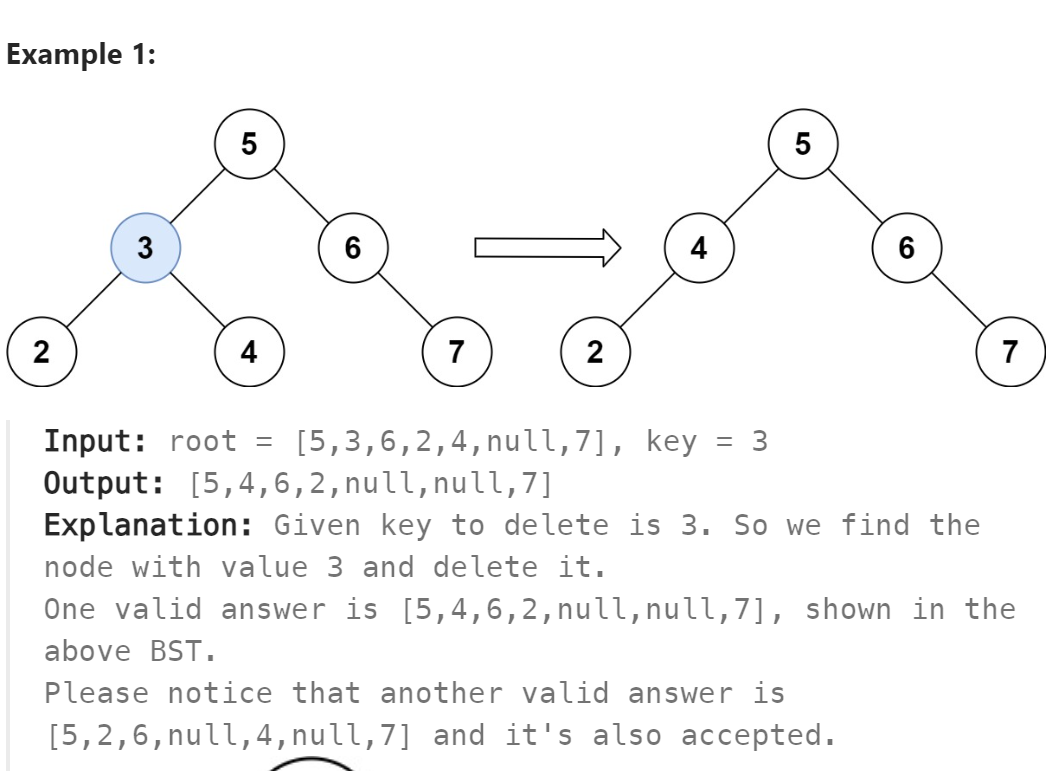 Example 1:
5
5
3
6
4
6
2
4
7
2
7
Input: root = [5,3,6,2,4,null,7], key = 3
Output: [5,4,6,2,null,null,7]
Explanation: Given key to delete is 3. So we find the
node with value 3 and delete it.
One valid answer is [5,4,6,2,null,null,7], shown in the
above BST.
Please notice that another valid answer is
[5,2,6,null,4,null,7] and it's also accepted.